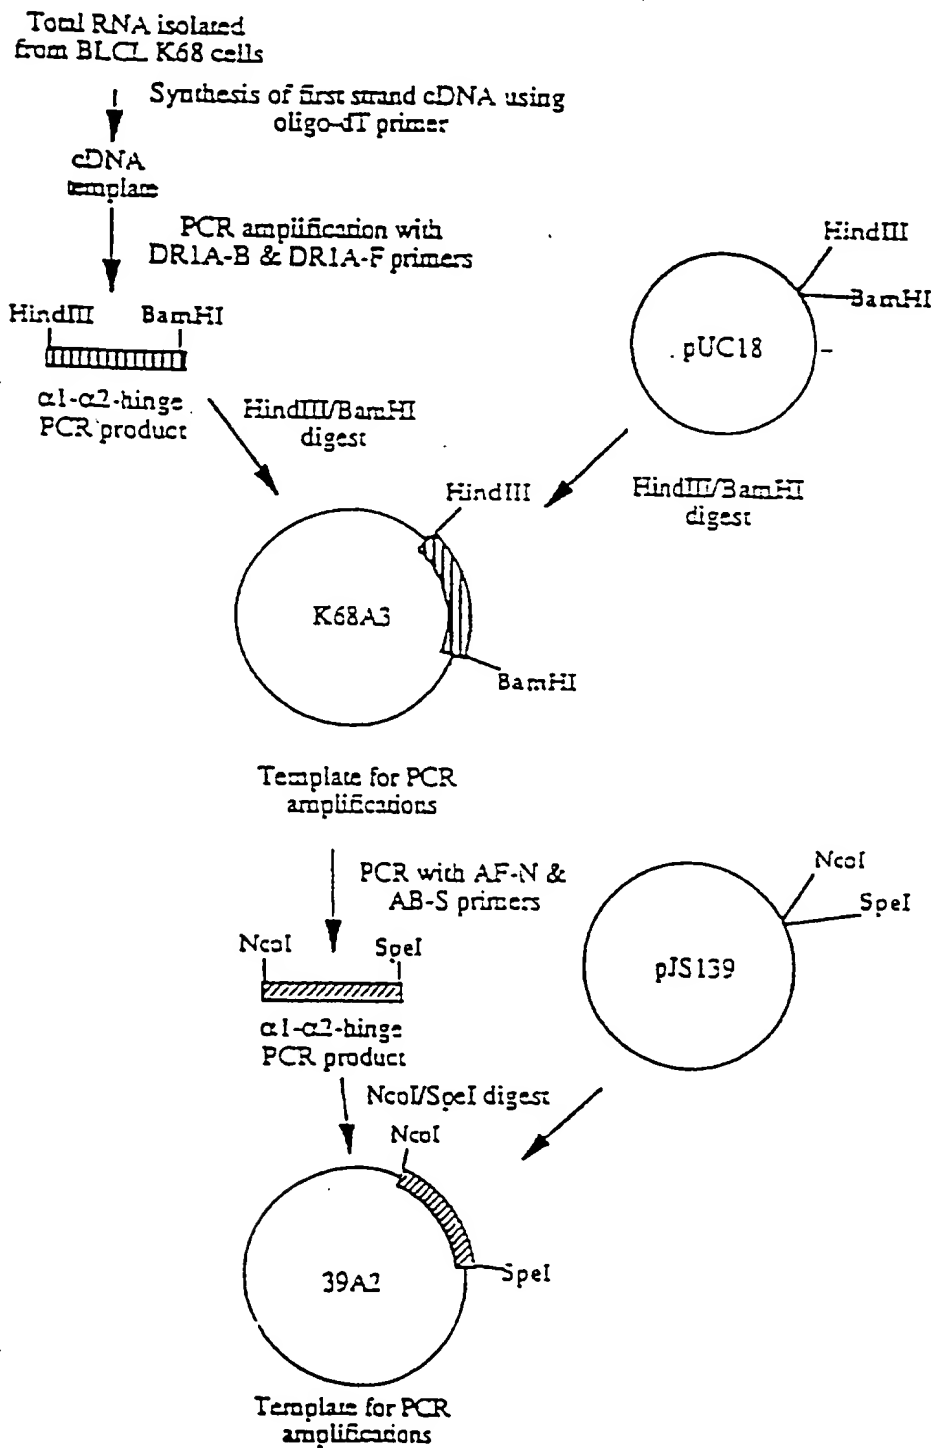 Total RNA isolated
from BLCL K68 cells
Synthesis of first strand cDNA using
oligo-dT primer
cDNA
template
PCR amplification with
DR1A-B & DR1A-F primers
HindIII
BamHI
α1-α2-hinge
PCR product
HindIII
BamHI
pUC18
HindIII/BamHI
digest
HindIII/BamHI
digest
HindIII
K68A3
BamHI
Template for PCR
amplifications
PCR with AF-N &
AB-S primers
NcoI
SpeI
α1-α2-hinge
PCR product
NcoI
SpeI
pJS139
NcoI/SpeI digest
NcoI
39A2
SpeI
Template for PCR
amplifications